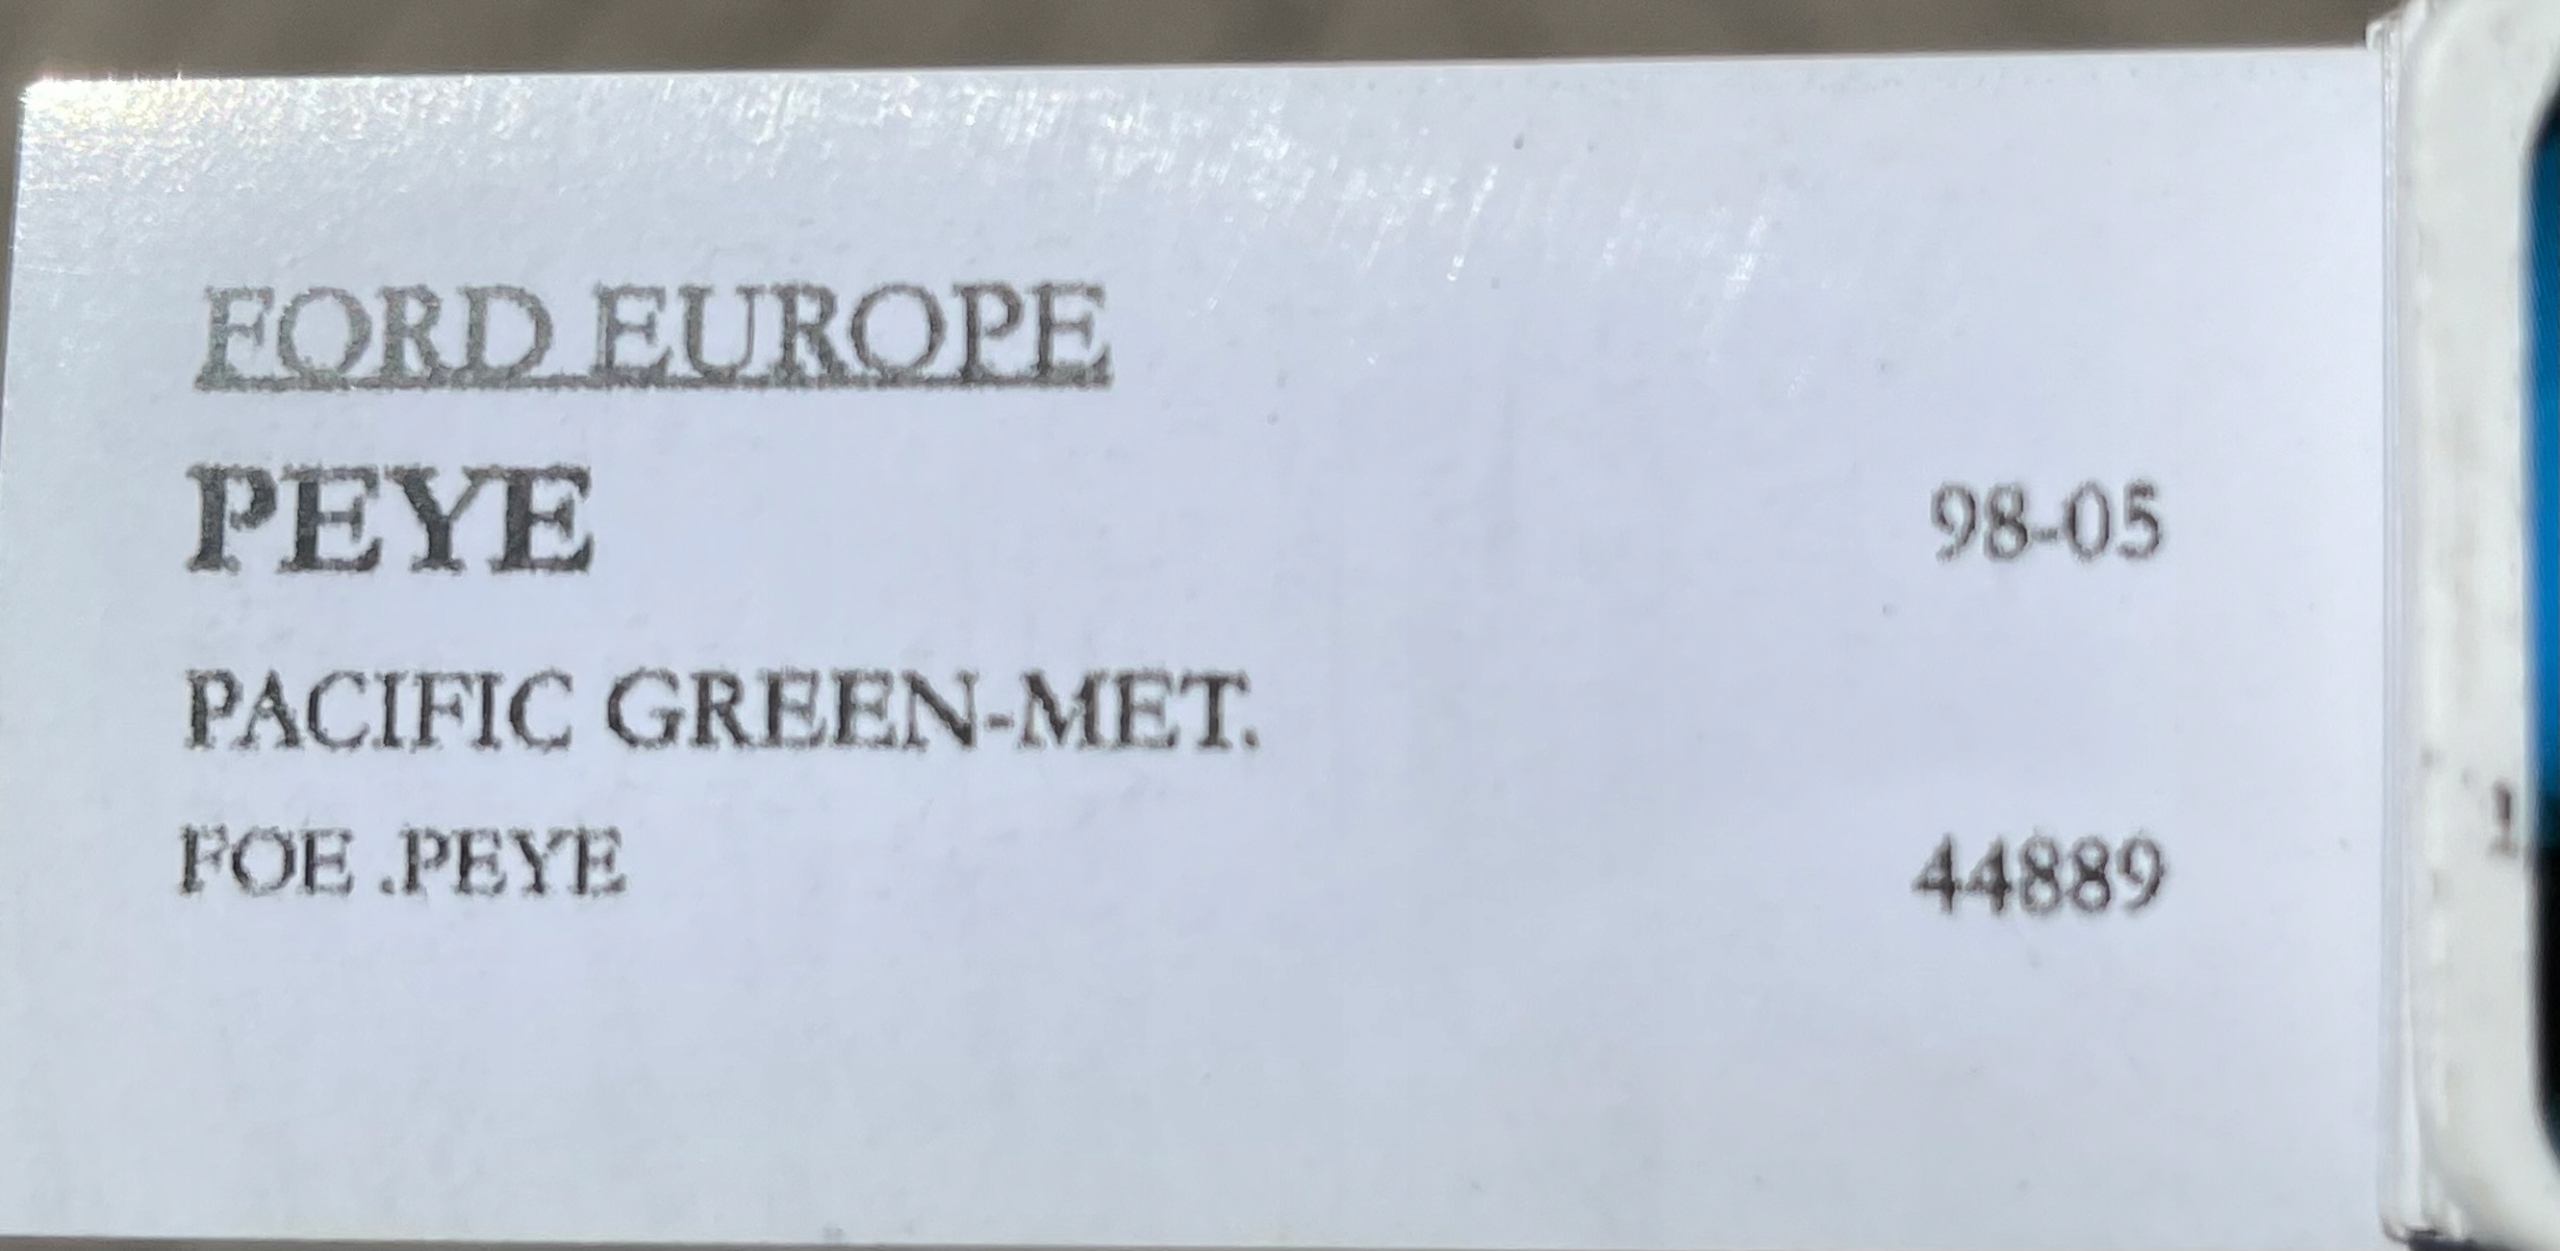 FORD EUROPE
PEYE 98-05
PACIFIC GREEN-MET.
FOE .PEYE 44889